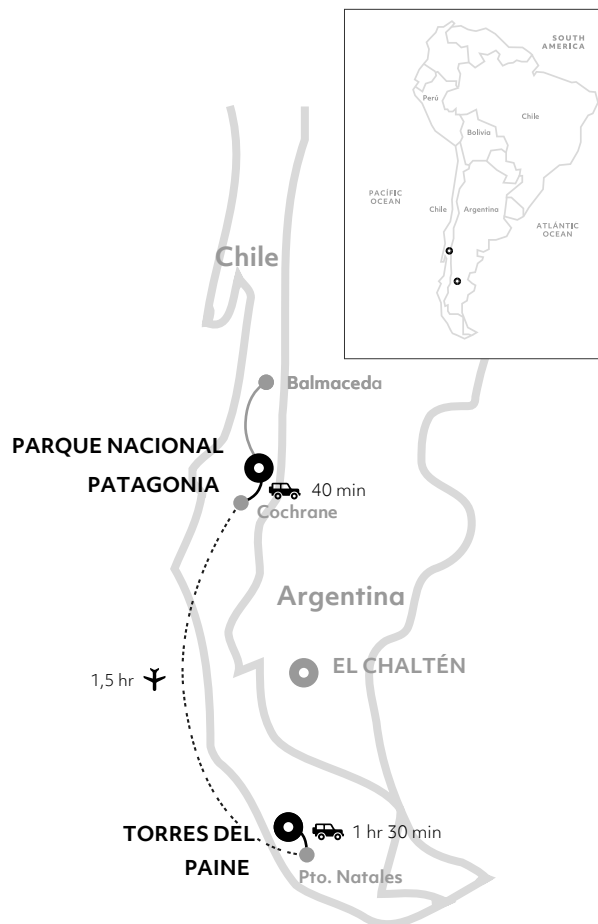 SOUTH
AMERICA
Perú
Chile
Bolivia
PACÍFIC
OCEAN
Chile
Argentina
ATLÁNTIC
OCEAN
Chile
Balmaceda
PARQUE NACIONAL
PATAGONIA
40 min
Cochrane
Argentina
EL CHALTÉN
1,5 hr
TORRES DEL
PAINE
1 hr 30 min
Pto. Natales